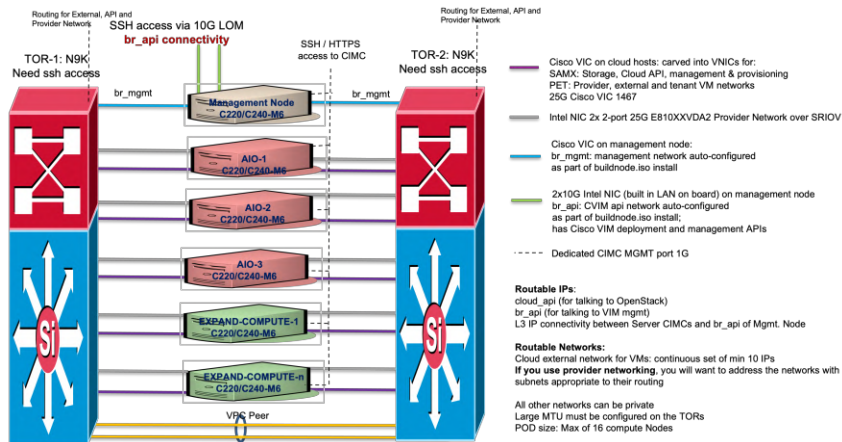 Routing for External, API and
Provider Network
SSH access via 10G LOM
br_api connectivity
Routing for External, API and
Provider Network
TOR-1: N9K
Need ssh access
SSH / HTTPS
access to CIMC
TOR-2: N9K
Need ssh access
br_mgmt
Management Node
C220/C240-M6
br_mgmt
AIO-1
C220/C240-M6
AIO-2
C220/C240-M6
AIO-3
C220/C240-M6
EXPAND-COMPUTE-1
C220/C240-M6
EXPAND-COMPUTE-n
C220/C240-M6
Si
Si
VPC Peer
Cisco VIC on cloud hosts: carved into VNICs for:
SAMX: Storage, Cloud API, management & provisioning
PET: Provider, external and tenant VM networks
25G Cisco VIC 1467
Intel NIC 2x 2-port 25G E810XXVDA2 Provider Network over SRIOV
Cisco VIC on management node:
br_mgmt: management network auto-configured
as part of buildnode.iso install
2x10G Intel NIC (built in LAN on board) on management node
br_api: CVIM api network auto-configured
as part of buildnode.iso install;
has Cisco VIM deployment and management APIs
Dedicated CIMC MGMT port 1G
Routable IPs:
cloud_api (for talking to OpenStack)
br_api (for talking to VIM mgmt)
L3 IP connectivity between Server CIMCs and br_api of Mgmt. Node
Routable Networks:
Cloud external network for VMs: continuous set of min 10 IPs
If you use provider networking, you will want to address the networks with
subnets appropriate to their routing
All other networks can be private
Large MTU must be configured on the TORs
POD size: Max of 16 compute Nodes